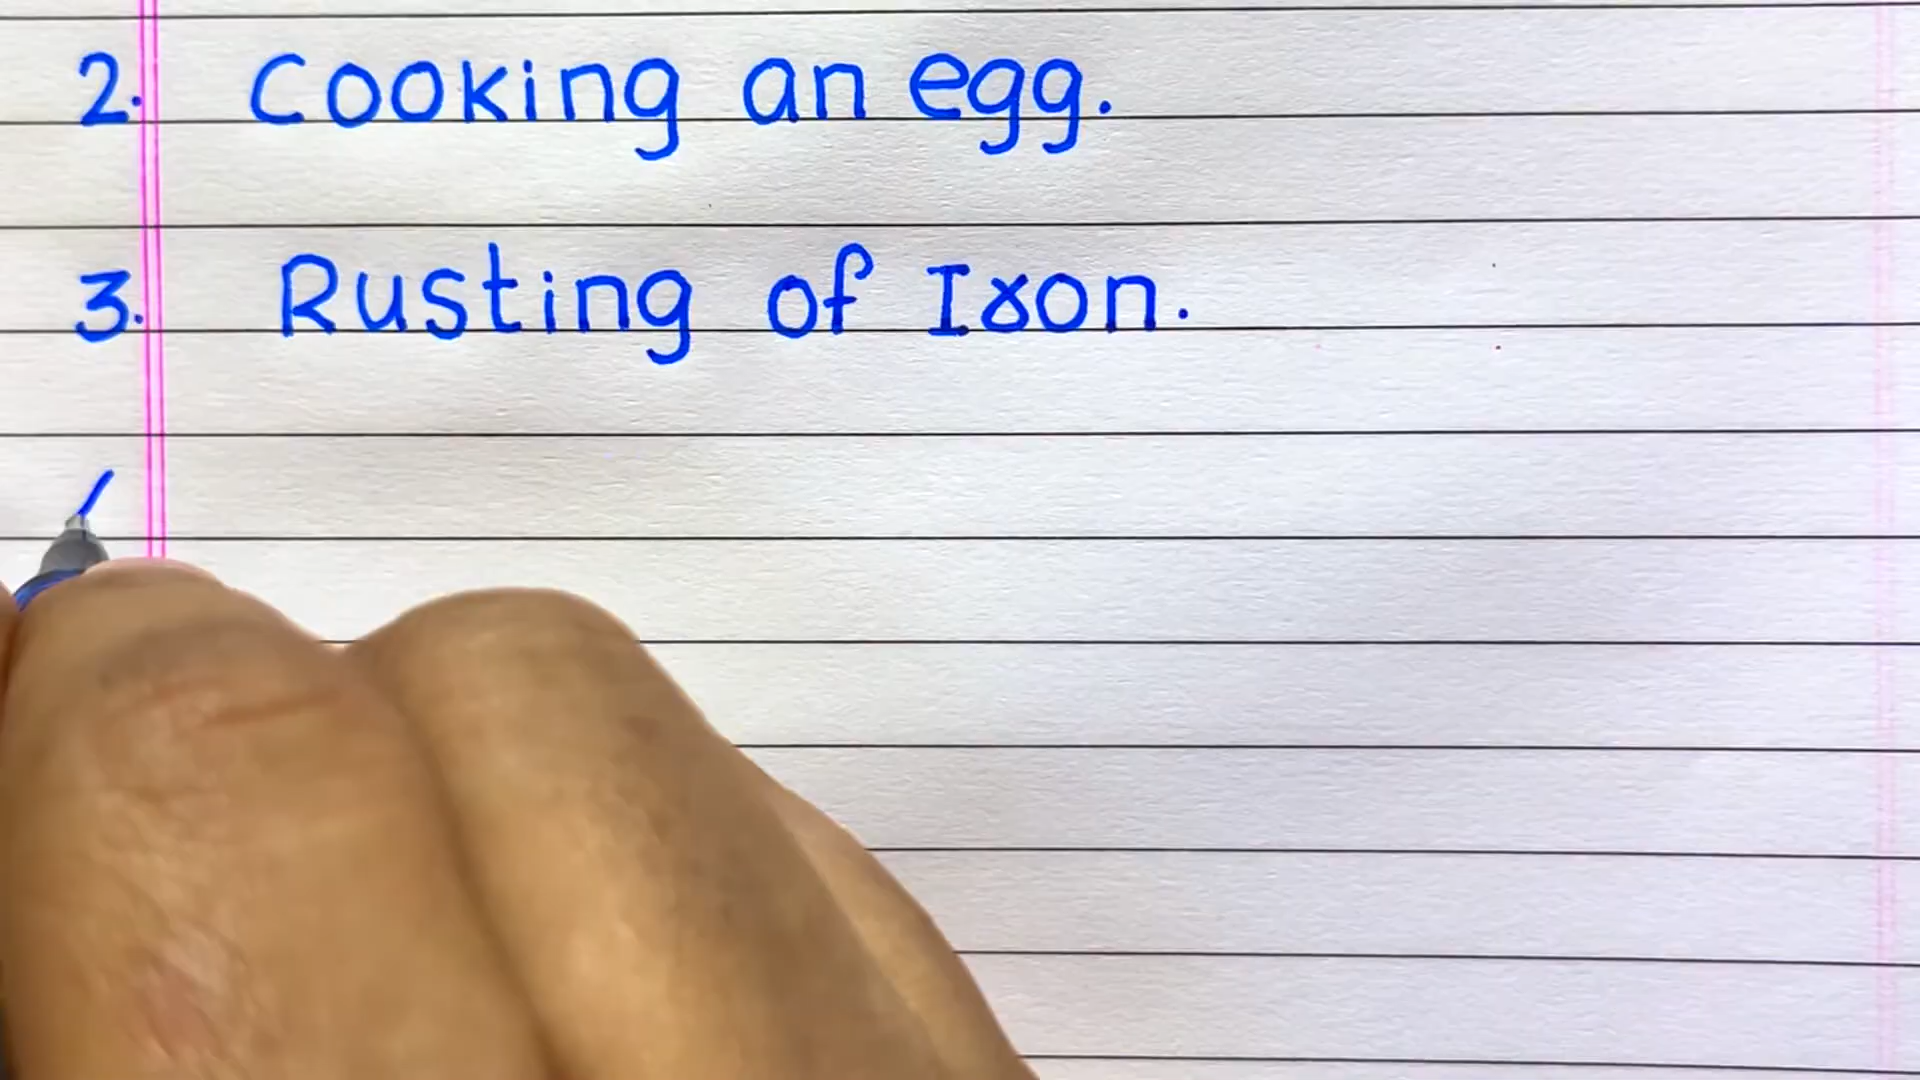 2. Cooking an egg.
3. Rusting of Iron.